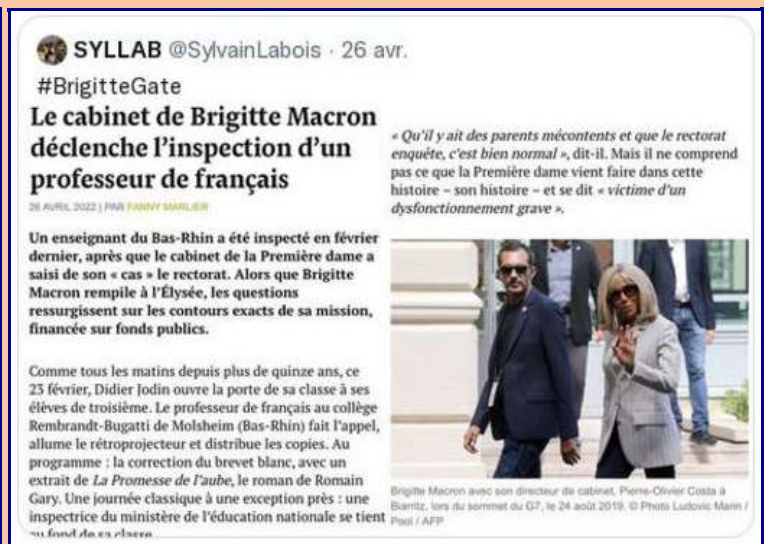 SYLLAB @SylvainLabois · 26 avr.
#BrigitteGate
Le cabinet de Brigitte Macron
déclenche l'inspection d'un
professeur de français
26 AVRIL 2022 | PAR FANNY MARLIER
Un enseignant du Bas-Rhin a été inspecté en février
dernier, après que le cabinet de la Première dame a
saisi de son « cas » le rectorat. Alors que Brigitte
Macron rempile à l'Élysée, les questions
ressurgissent sur les contours exacts de sa mission,
financée sur fonds publics.
Comme tous les matins depuis plus de quinze ans, ce
23 février, Didier Jodin ouvre la porte de sa classe à ses
élèves de troisième. Le professeur de français au collège
Rembrandt-Bugatti de Molsheim (Bas-Rhin) fait l'appel,
allume le rétroprojecteur et distribue les copies. Au
programme : la correction du brevet blanc, avec un
extrait de La Promesse de l'aube, le roman de Romain
Gary. Une journée classique à une exception près : une
inspectrice du ministère de l'éducation nationale se tient
au fond de sa classe
« Qu'il y ait des parents mécontents et que le rectorat
enquête, c'est bien normal », dit-il. Mais il ne comprend
pas ce que la Première dame vient faire dans cette
histoire – son histoire – et se dit « victime d'un
dysfonctionnement grave ».
Brigitte Macron avec son directeur de cabinet, Pierre-Olivier Costa à
Biarritz, lors du sommet du G7, le 24 août 2019. © Photo Ludovic Marin /
Pool / AFP